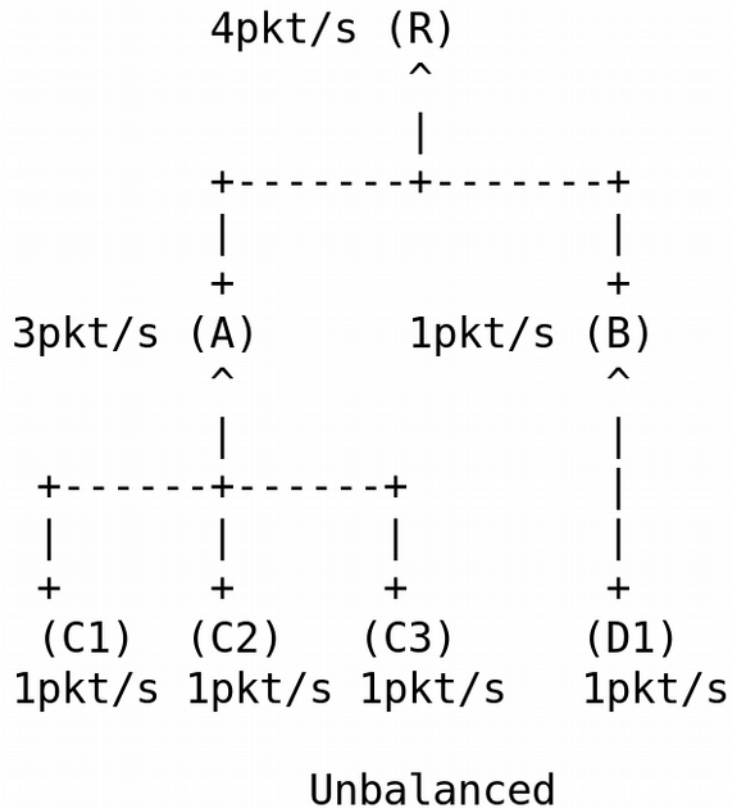 4pkt/s (R)
^
|
+-------+-------+
| |
+ +
3pkt/s (A) 1pkt/s (B)
^ ^
| |
+------+------+ |
| | | |
+ + + +
(C1) (C2) (C3) (D1)
1pkt/s 1pkt/s 1pkt/s 1pkt/s
Unbalanced